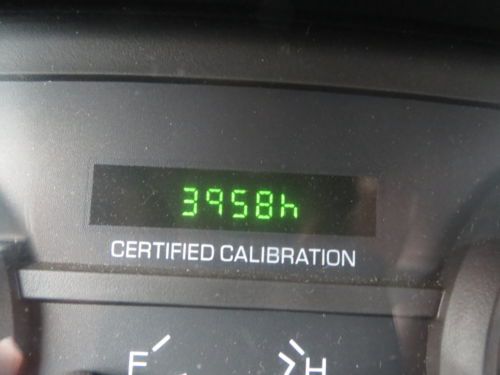 3958h
CERTIFIED CALIBRATION
F H